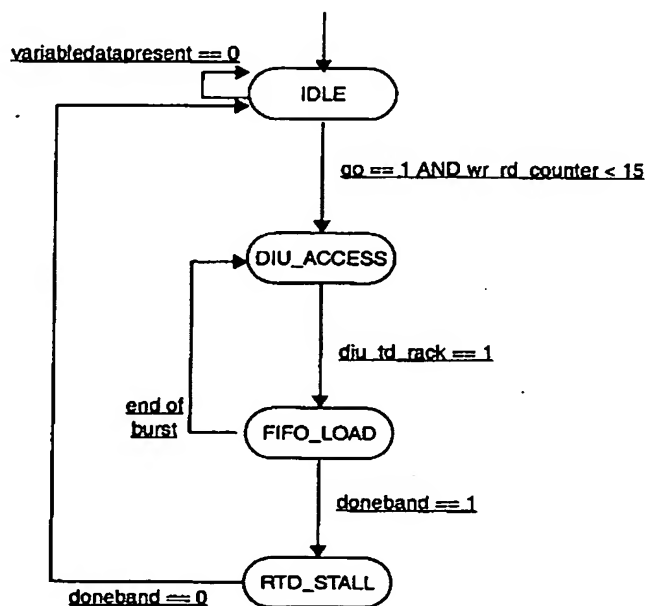 variabledatapresent == 0
IDLE
go == 1 AND wr_rd_counter < 15
DIU_ACCESS
diu_td_rack == 1
end of
burst
FIFO_LOAD
doneband == 1
RTD_STALL
doneband == 0